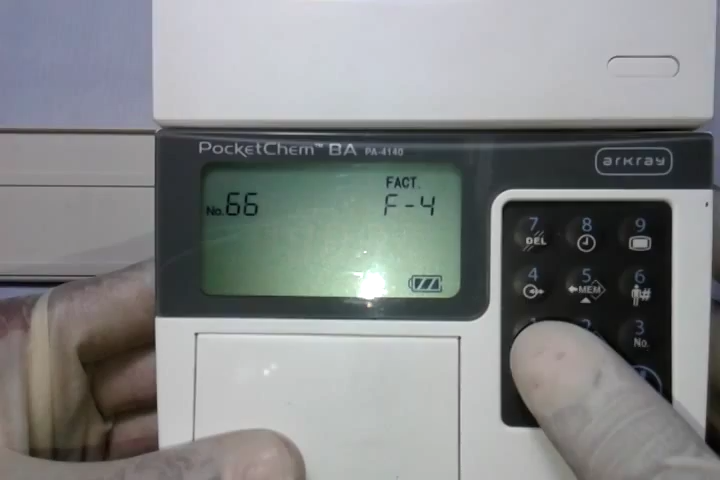 PocketChem™ BA PA-4140
arkray
FACT.
No.66 F-4
7 8 9
DEL
4 5 6
←MEM #
3
No.